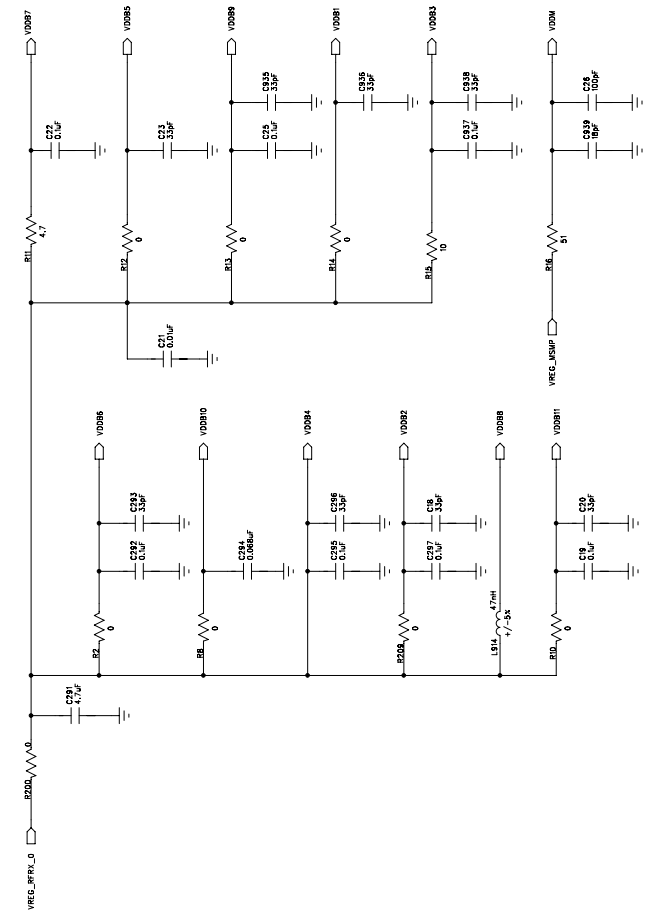 VDDB7
VDDB5
VDDB9
VDDB1
VDDB3
VDDM
C22
0.1uF
C23
33pF
C935
33pF
C25
0.1uF
C936
33pF
C938
33pF
C937
0.1uF
C26
100pF
C939
18pF
R11
4.7
R12
0
R13
0
R14
0
R15
10
R16
51
C21
0.01uF
VREG_MSMP
VDDB6
VDDB10
VDDB4
VDDB2
VDDB8
VDDB11
C293
33pF
C292
0.1uF
C294
0.068uF
C296
33pF
C295
0.1uF
C18
33pF
C297
0.1uF
C20
33pF
C19
0.1uF
R2
0
R8
0
R209
0
L914
47nH
+/-5%
R10
0
C291
4.7uF
R200
0
VREG_RFRX_0